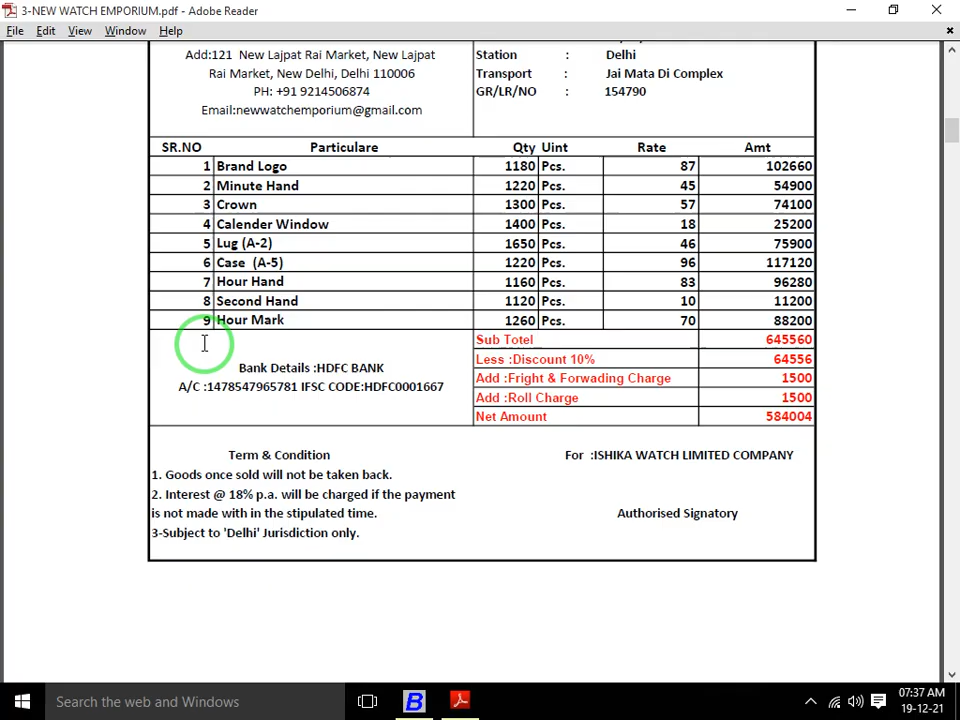 3-NEW WATCH EMPORIUM.pdf - Adobe Reader
File Edit View Window Help
Add:121 New Lajpat Rai Market, New Lajpat
Rai Market, New Delhi, Delhi 110006
PH: +91 9214506874
Email:newwatchemporium@gmail.com
Station : Delhi
Transport : Jai Mata Di Complex
GR/LR/NO : 154790
SR.NO Particulare Qty Uint Rate Amt
1 Brand Logo 1180 Pcs. 87 102660
2 Minute Hand 1220 Pcs. 45 54900
3 Crown 1300 Pcs. 57 74100
4 Calender Window 1400 Pcs. 18 25200
5 Lug (A-2) 1650 Pcs. 46 75900
6 Case (A-5) 1220 Pcs. 96 117120
7 Hour Hand 1160 Pcs. 83 96280
8 Second Hand 1120 Pcs. 10 11200
9 Hour Mark 1260 Pcs. 70 88200
Sub Totel 645560
Less :Discount 10% 64556
Add :Fright & Forwading Charge 1500
Add :Roll Charge 1500
Net Amount 584004
Bank Details :HDFC BANK
A/C :1478547965781 IFSC CODE:HDFC0001667
Term & Condition
1. Goods once sold will not be taken back.
2. Interest @ 18% p.a. will be charged if the payment
is not made with in the stipulated time.
3-Subject to 'Delhi' Jurisdiction only.
For :ISHIKA WATCH LIMITED COMPANY
Authorised Signatory
Search the web and Windows
B
07:37 AM
19-12-21